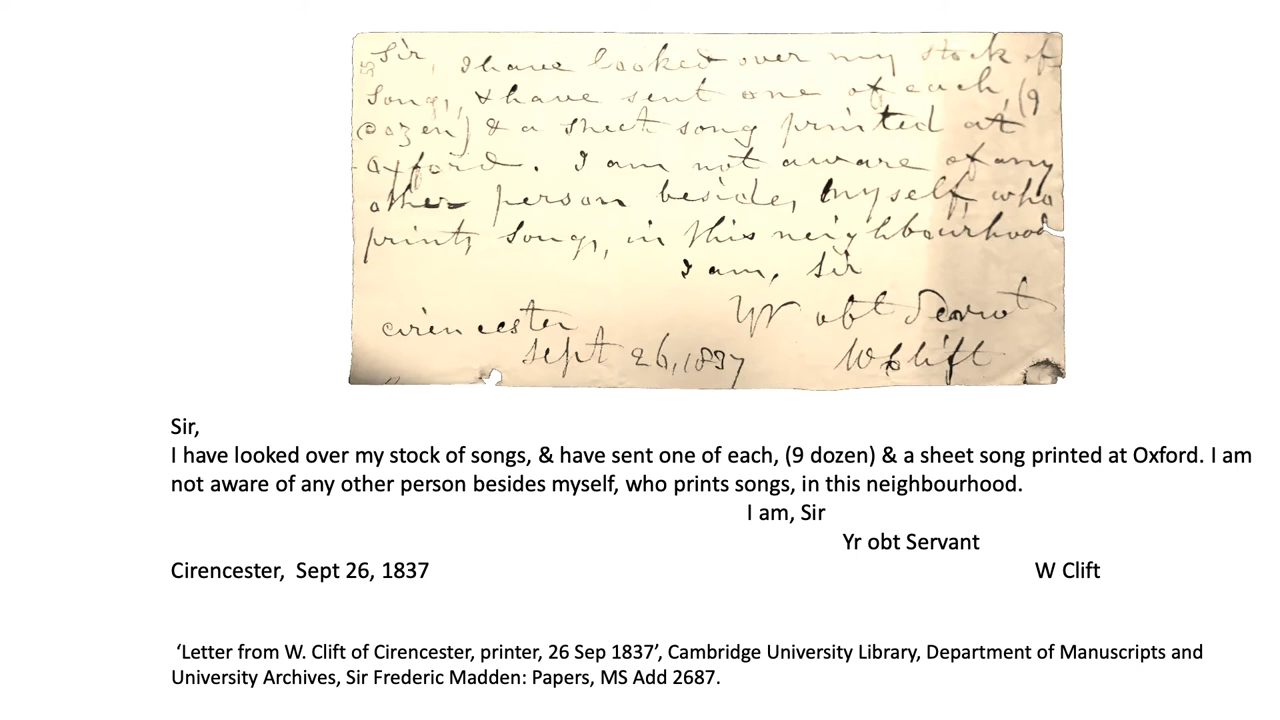 Sir, I have looked over my stock of
songs, & have sent one of each, (9
dozen) & a sheet song printed at
Oxford. I am not aware of any
other person besides, myself, who
prints songs, in this neighbourhood
I am, Sir
Yr obt Servnt
Cirencester
Sept 26, 1837
W Clift
Sir,
I have looked over my stock of songs, & have sent one of each, (9 dozen) & a sheet song printed at Oxford. I am
not aware of any other person besides myself, who prints songs, in this neighbourhood.
I am, Sir
Yr obt Servant
Cirencester, Sept 26, 1837 W Clift
‘Letter from W. Clift of Cirencester, printer, 26 Sep 1837’, Cambridge University Library, Department of Manuscripts and
University Archives, Sir Frederic Madden: Papers, MS Add 2687.